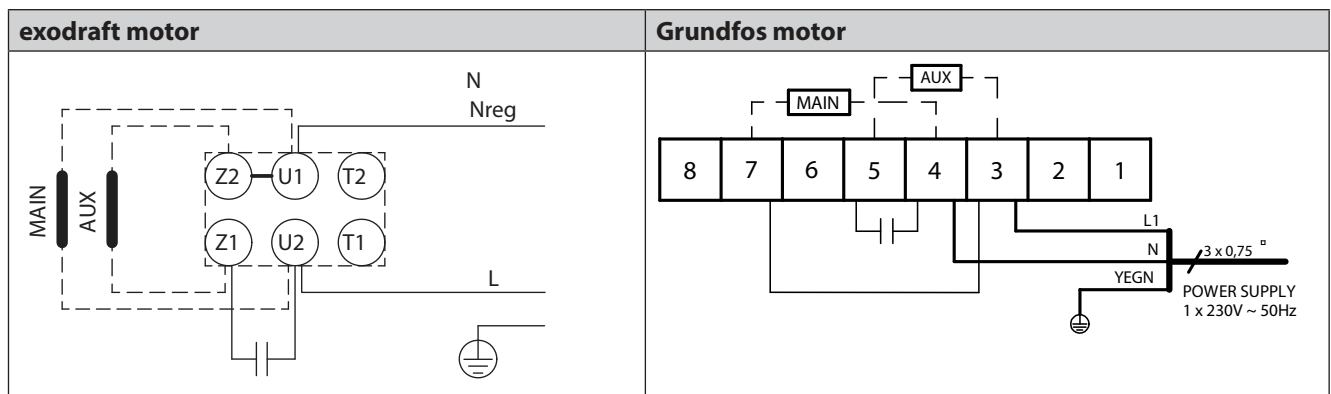 exodraft motor
Grundfos motor
N
Nreg
MAIN
AUX
Z2
U1
T2
Z1
U2
T1
L
AUX
MAIN
8 7 6 5 4 3 2 1
L1
N
3 x 0,75 ¤
YEGN
POWER SUPPLY
1 x 230V ~ 50Hz